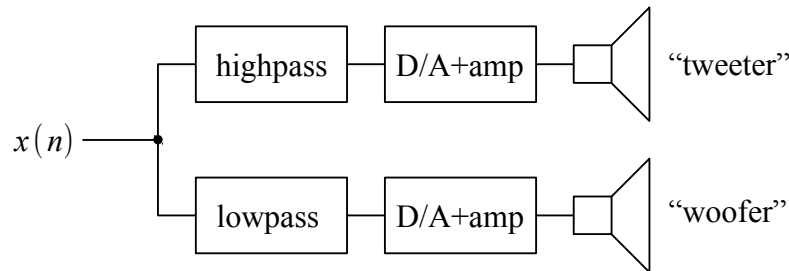 highpass D/A+amp “tweeter”
x(n)
lowpass D/A+amp “woofer”